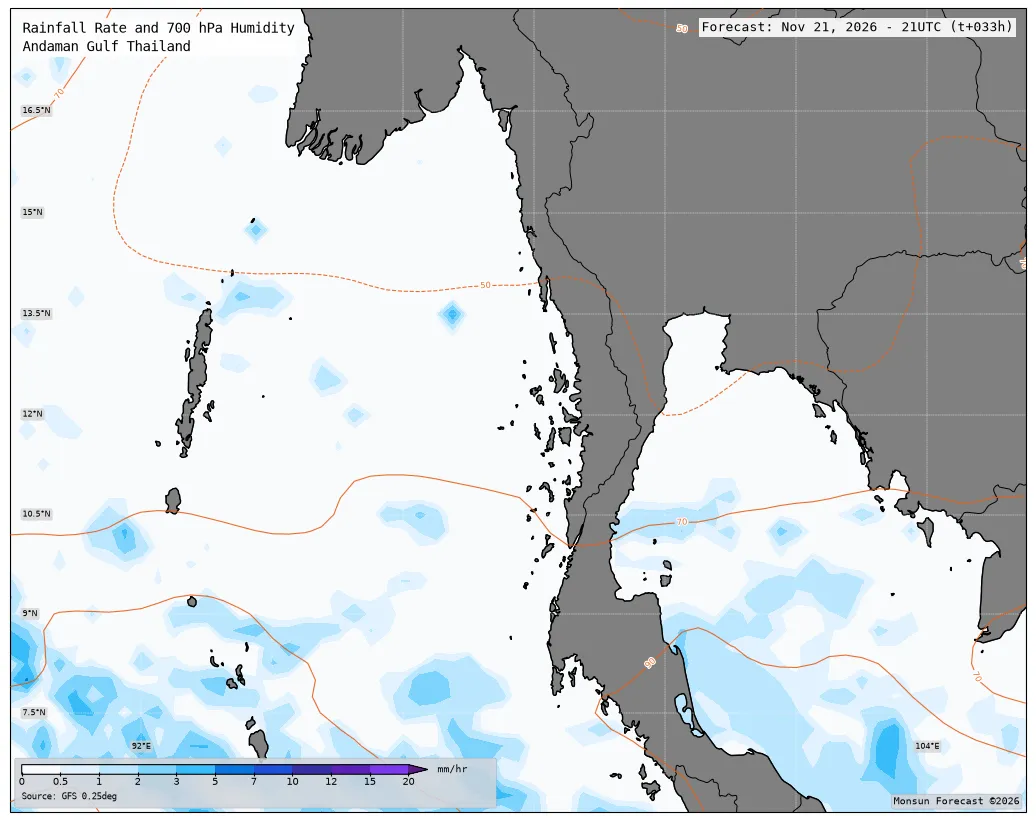 Rainfall Rate and 700 hPa Humidity
Andaman Gulf Thailand
Forecast: Nov 21, 2026 - 21UTC (t+033h)
50
70
16.5°N
15°N
50
13.5°N
12°N
10.5°N
70
9°N
90
70
7.5°N
92°E
104°E
mm/hr
0 0.5 1 2 3 5 7 10 12 15 20
Source: GFS 0.25deg
Monsun Forecast ©2026